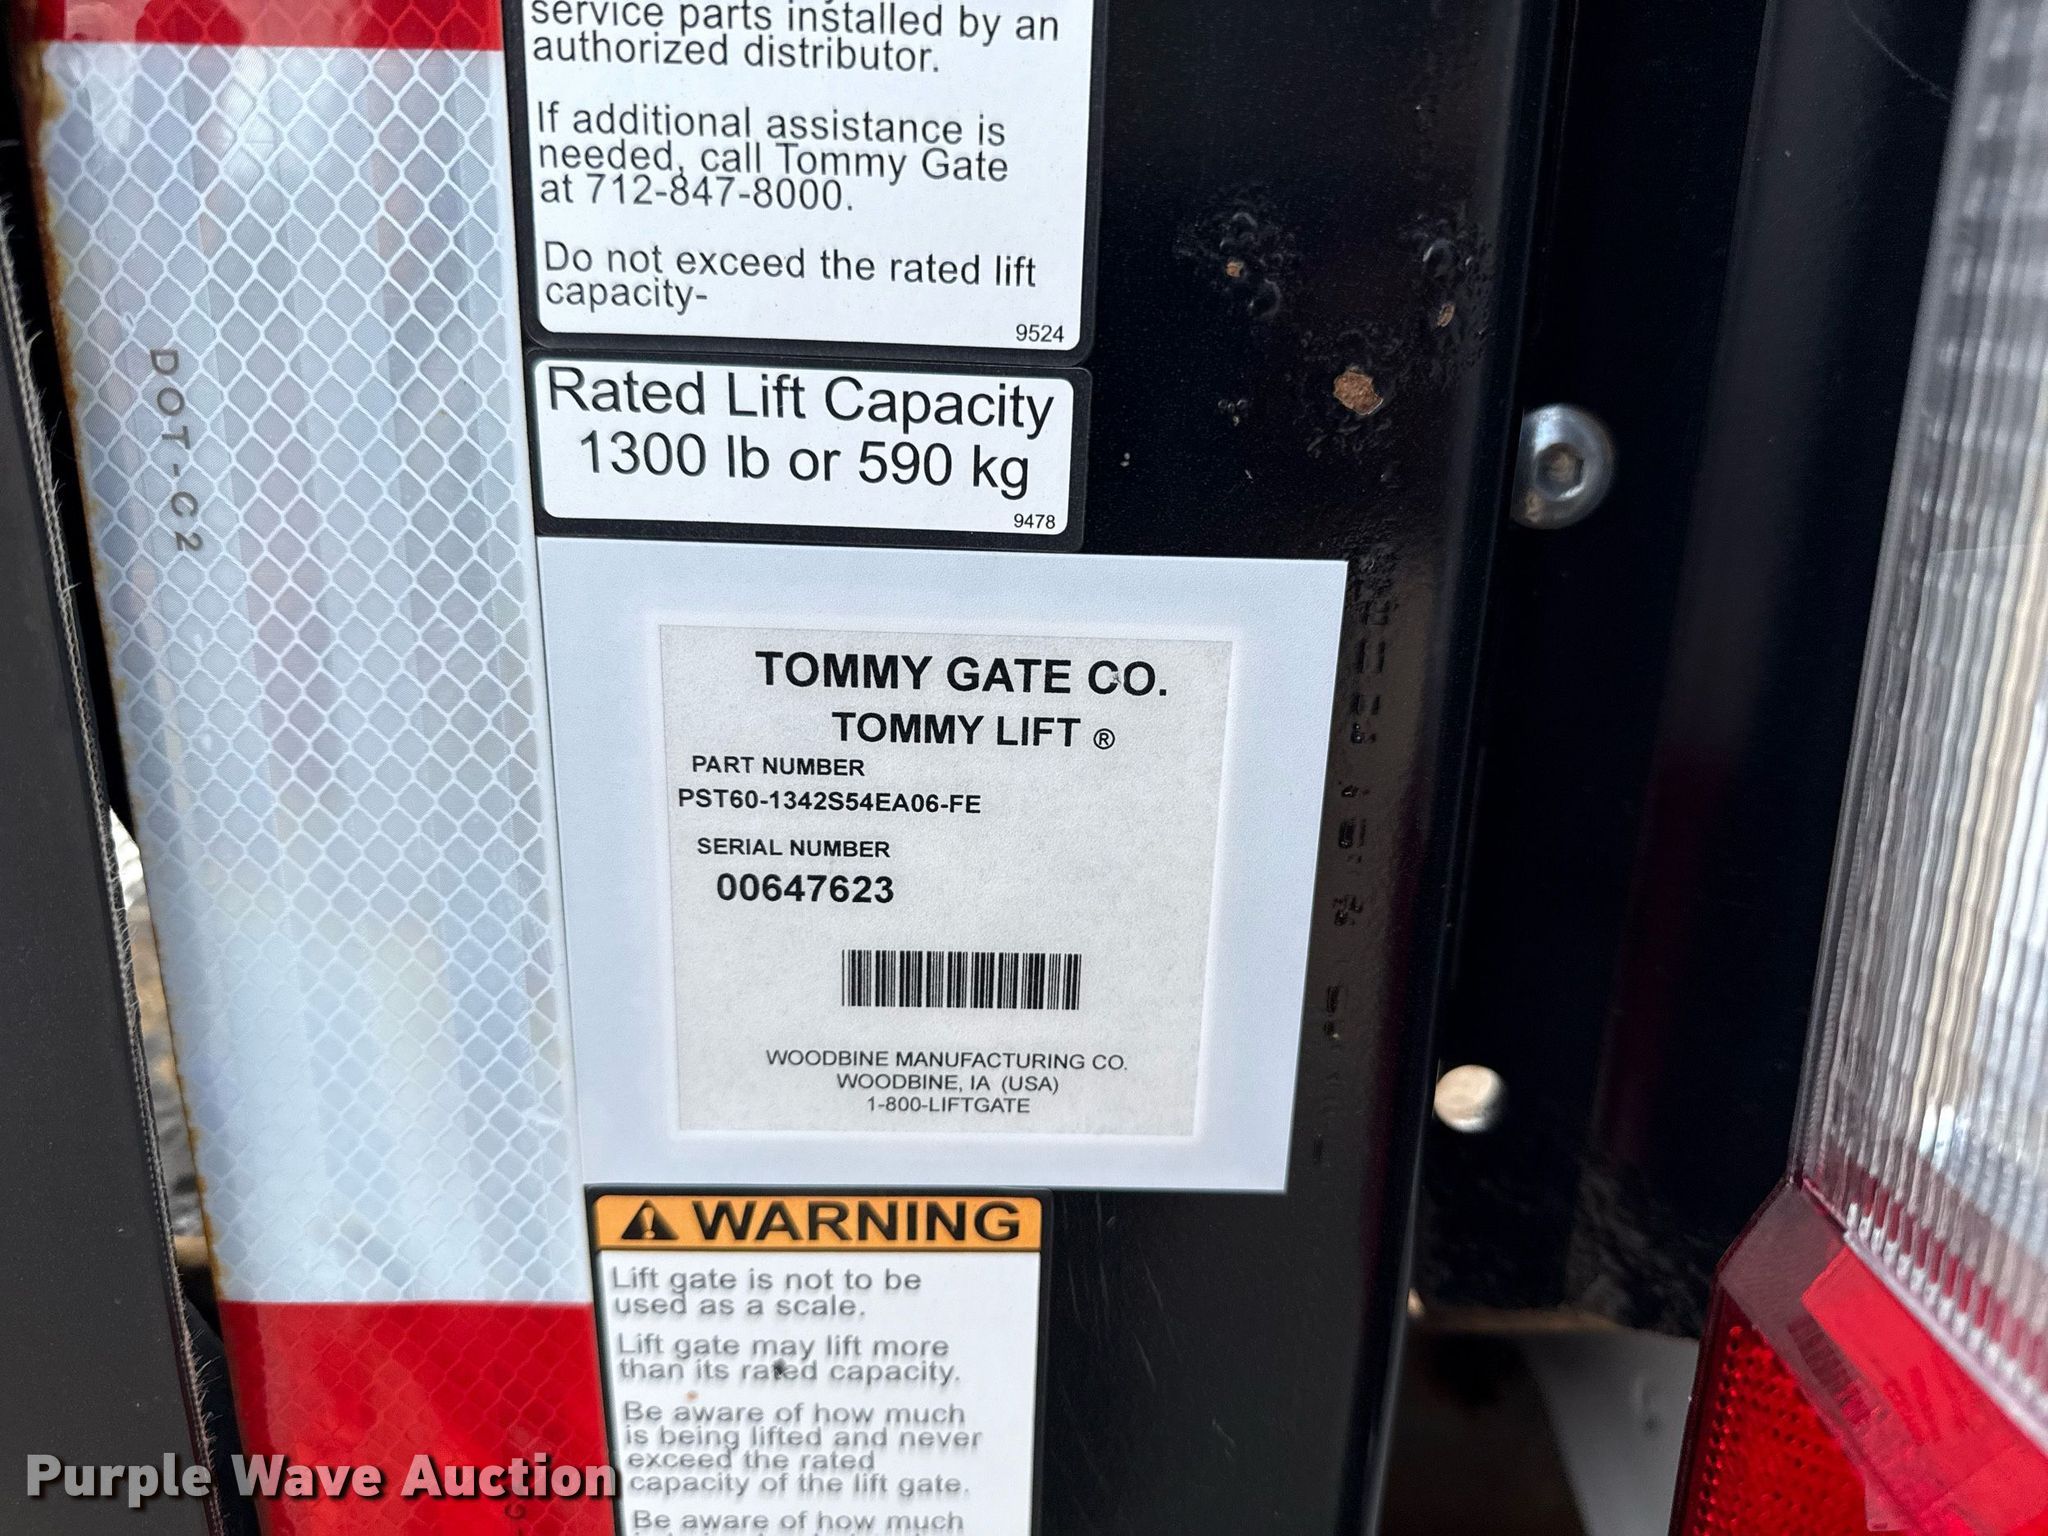 service parts installed by an
authorized distributor.
If additional assistance is
needed, call Tommy Gate
at 712-847-8000.
Do not exceed the rated lift
capacity-
9524
Rated Lift Capacity
1300 lb or 590 kg
9478
DOT-C2
TOMMY GATE CO.
TOMMY LIFT ®
PART NUMBER
PST60-1342S54EA06-FE
SERIAL NUMBER
00647623
WOODBINE MANUFACTURING CO.
WOODBINE, IA (USA)
1-800-LIFTGATE
WARNING
Lift gate is not to be
used as a scale.
Lift gate may lift more
than its rated capacity.
Be aware of how much
is being lifted and never
exceed the rated
capacity of the lift gate.
Be aware of how much
Purple Wave Auction